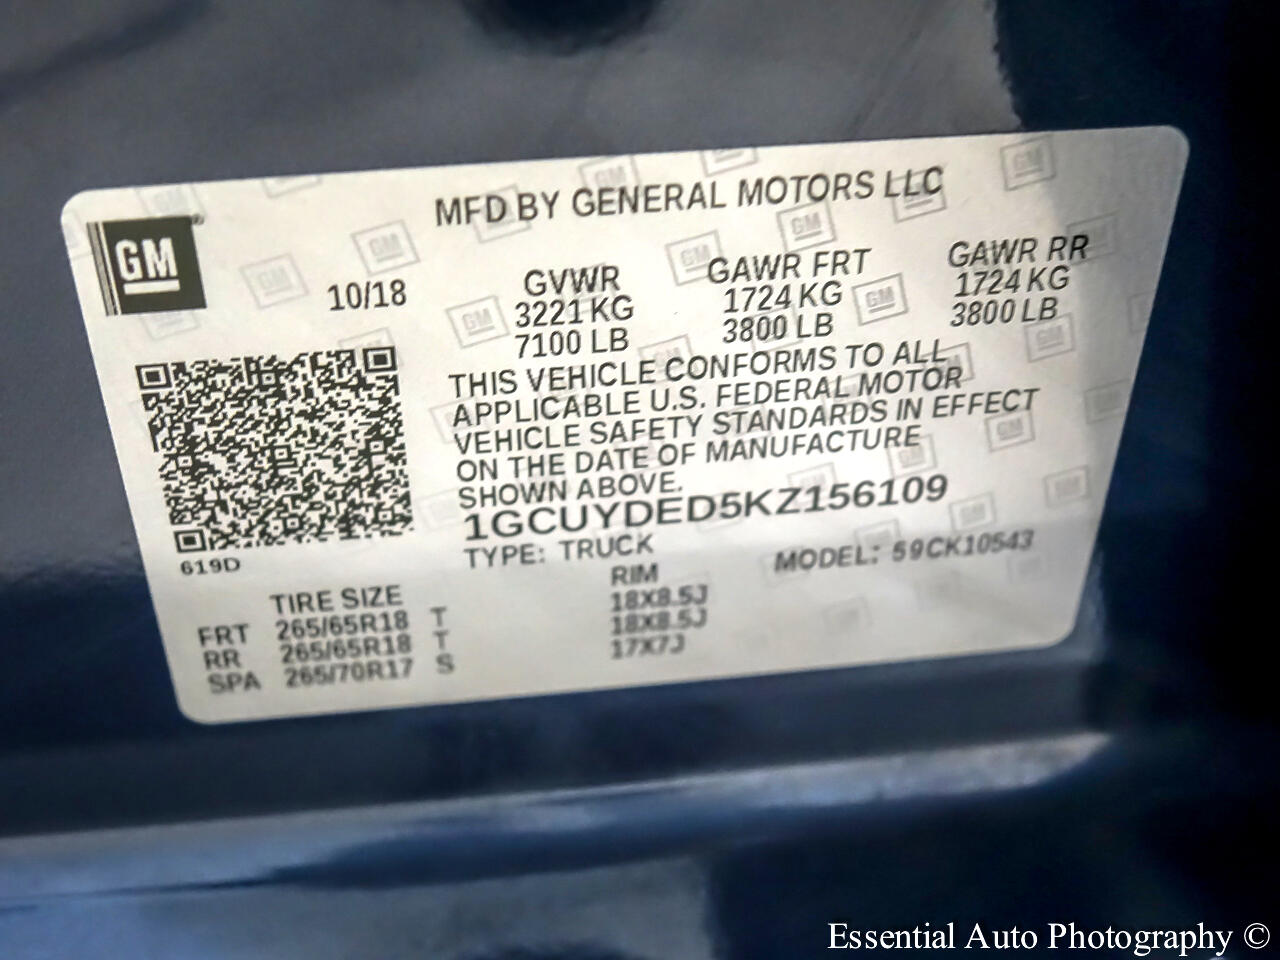 GM
MFD BY GENERAL MOTORS LLC
10/18
GVWR
3221 KG
7100 LB
GAWR FRT
1724 KG
3800 LB
GAWR RR
1724 KG
3800 LB
THIS VEHICLE CONFORMS TO ALL
APPLICABLE U.S. FEDERAL MOTOR
VEHICLE SAFETY STANDARDS IN EFFECT
ON THE DATE OF MANUFACTURE
SHOWN ABOVE.
1GCUYDED5KZ156109
TYPE: TRUCK
MODEL: 59CK10543
619D
TIRE SIZE RIM
FRT 265/65R18 T 18X8.5J
RR 265/65R18 T 18X8.5J
SPA 265/70R17 S 17X7J
Essential Auto Photography ©